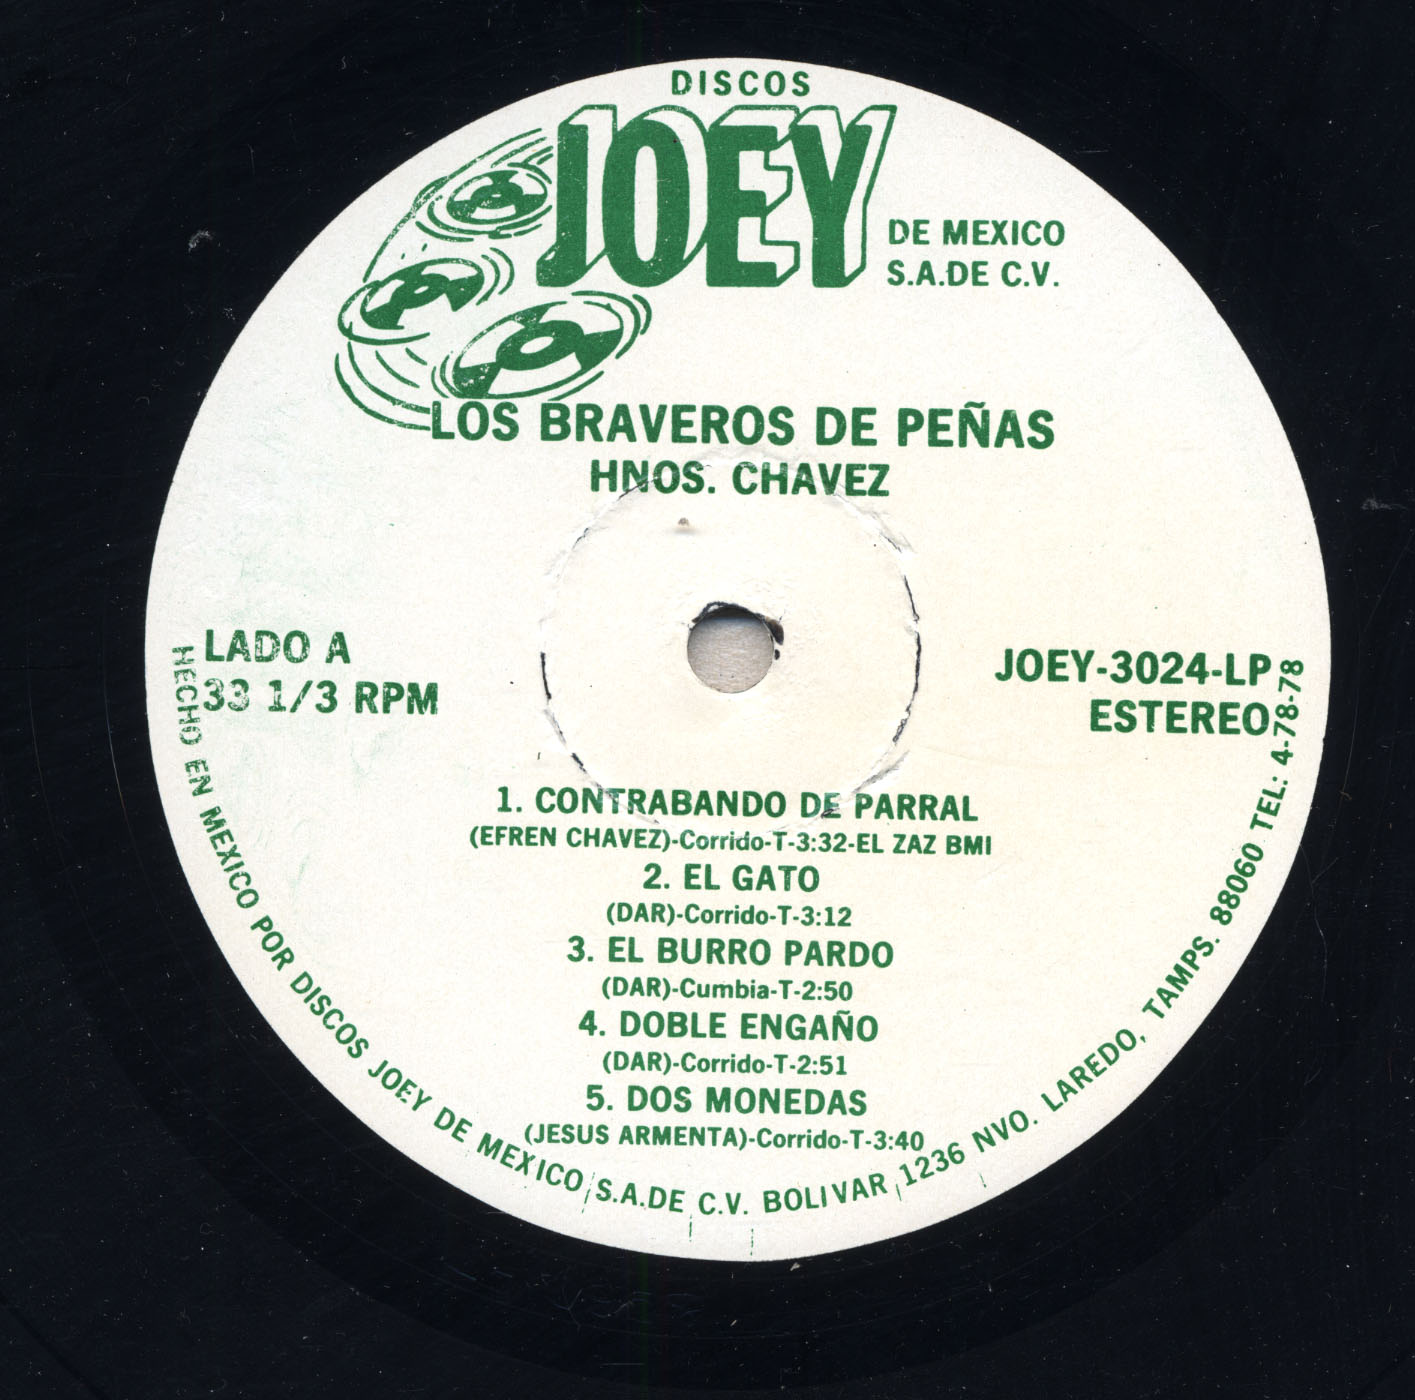 DISCOS
JOEY
DE MEXICO
S.A.DE C.V.
LOS BRAVEROS DE PEÑAS
HNOS. CHAVEZ
LADO A
33 1/3 RPM
JOEY-3024-LP
ESTEREO
1. CONTRABANDO DE PARRAL
(EFREN CHAVEZ)-Corrido-T-3:32-EL ZAZ BMI
2. EL GATO
(DAR)-Corrido-T-3:12
3. EL BURRO PARDO
(DAR)-Cumbia-T-2:50
4. DOBLE ENGAÑO
(DAR)-Corrido-T-2:51
5. DOS MONEDAS
(JESUS ARMENTA)-Corrido-T-3:40
HECHO EN MEXICO POR DISCOS JOEY DE MEXICO S.A.DE C.V. BOLIVAR 1236 NVO. LAREDO, TAMPS. 88060 TEL: 4-78-78